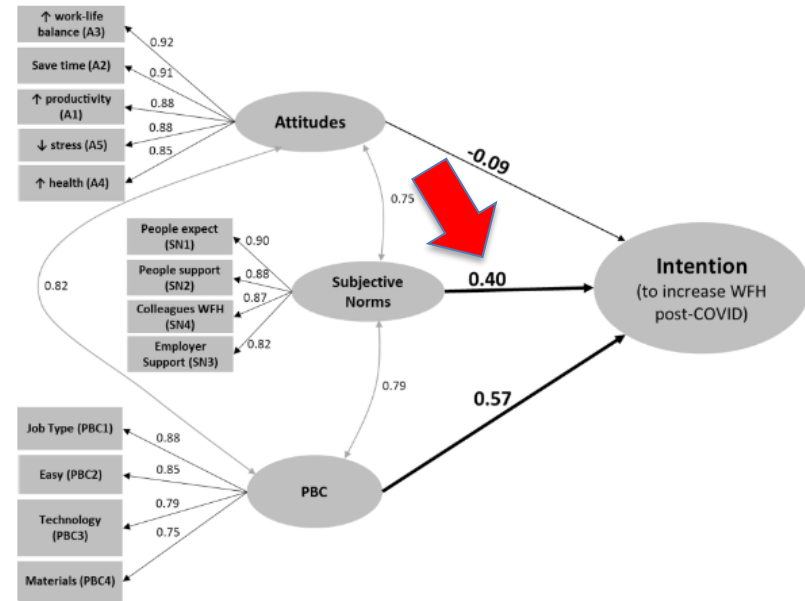 ↑ work-life
balance (A3)
Save time (A2)
↑ productivity
(A1)
↓ stress (A5)
↑ health (A4)
0.92
0.91
0.88
0.88
0.85
Attitudes
-0.09
0.75
0.82
People expect
(SN1)
People support
(SN2)
Colleagues WFH
(SN4)
Employer
Support (SN3)
0.90
0.88
0.87
0.82
Subjective
Norms
0.40
Intention
(to increase WFH
post-COVID)
0.79
0.57
Job Type (PBC1)
Easy (PBC2)
Technology
(PBC3)
Materials (PBC4)
0.88
0.85
0.79
0.75
PBC